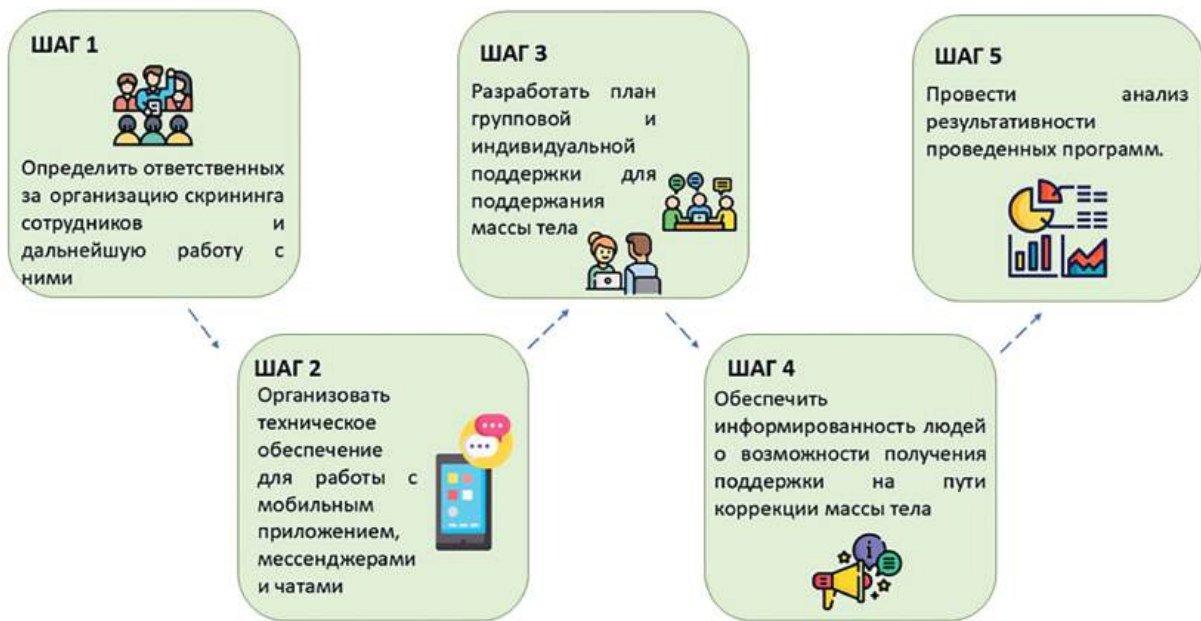 ШАГ 1
Определить ответственных
за организацию скрининга
сотрудников и
дальнейшую работу с
ними
ШАГ 2
Организовать
техническое
обеспечение
для работы с
мобильным
приложением,
мессенджерами
и чатами
ШАГ 3
Разработать план
групповой и
индивидуальной
поддержки для
поддержания
массы тела
ШАГ 4
Обеспечить
информированность людей
о возможности получения
поддержки на пути
коррекции массы тела
ШАГ 5
Провести анализ
результативности
проведенных программ.